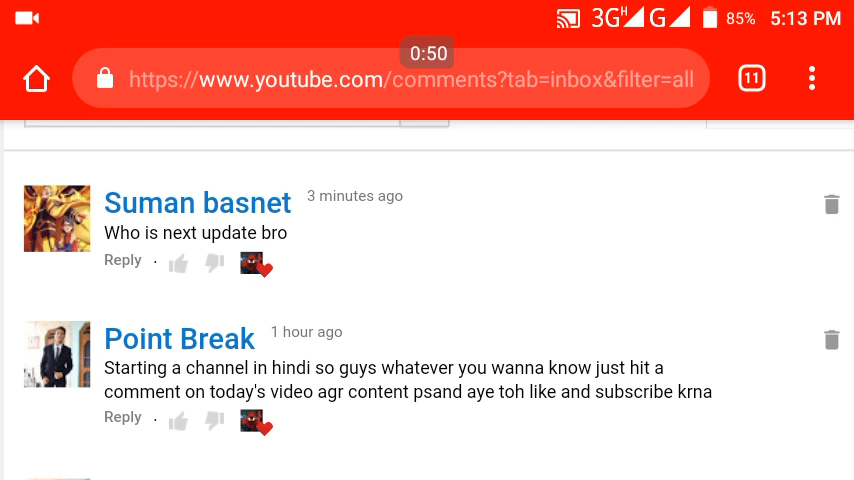 3G H G 85% 5:13 PM
0:50
https://www.youtube.com/comments?tab=inbox&filter=all 11
Suman basnet 3 minutes ago
Who is next update bro
Reply ·
Point Break 1 hour ago
Starting a channel in hindi so guys whatever you wanna know just hit a
comment on today's video agr content psand aye toh like and subscribe krna
Reply ·